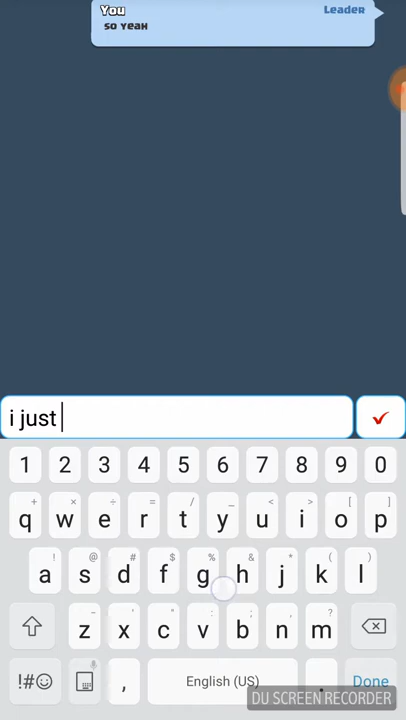 You Leader
so yeah
i just
1 2 3 4 5 6 7 8 9 0
+ × ÷ = / _ < > [ ]
q w e r t y u i o p
! @ # $ % & * ( )
a s d f g h j k l
- ' " : ; , ?
z x c v b n m
!#☺ , English (US) . Done
DU SCREEN RECORDER